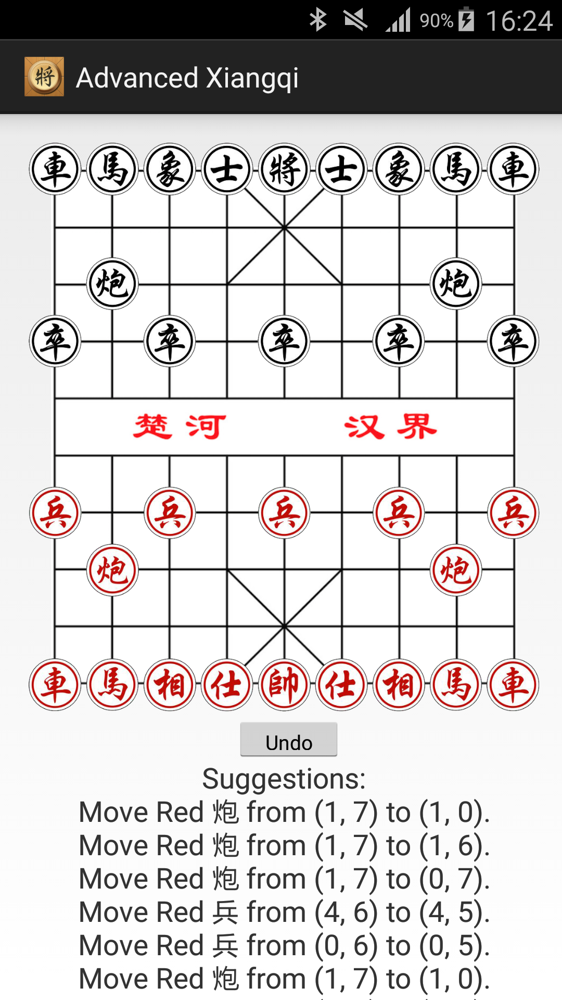 90% 16:24
將 Advanced Xiangqi
車 馬 象 士 將 士 象 馬 車
炮 炮
卒 卒 卒 卒 卒
楚河 汉界
兵 兵 兵 兵 兵
炮 炮
車 馬 相 仕 帥 仕 相 馬 車
Undo
Suggestions:
Move Red 炮 from (1, 7) to (1, 0).
Move Red 炮 from (1, 7) to (1, 6).
Move Red 炮 from (1, 7) to (0, 7).
Move Red 兵 from (4, 6) to (4, 5).
Move Red 兵 from (0, 6) to (0, 5).
Move Red 炮 from (1, 7) to (1, 0).